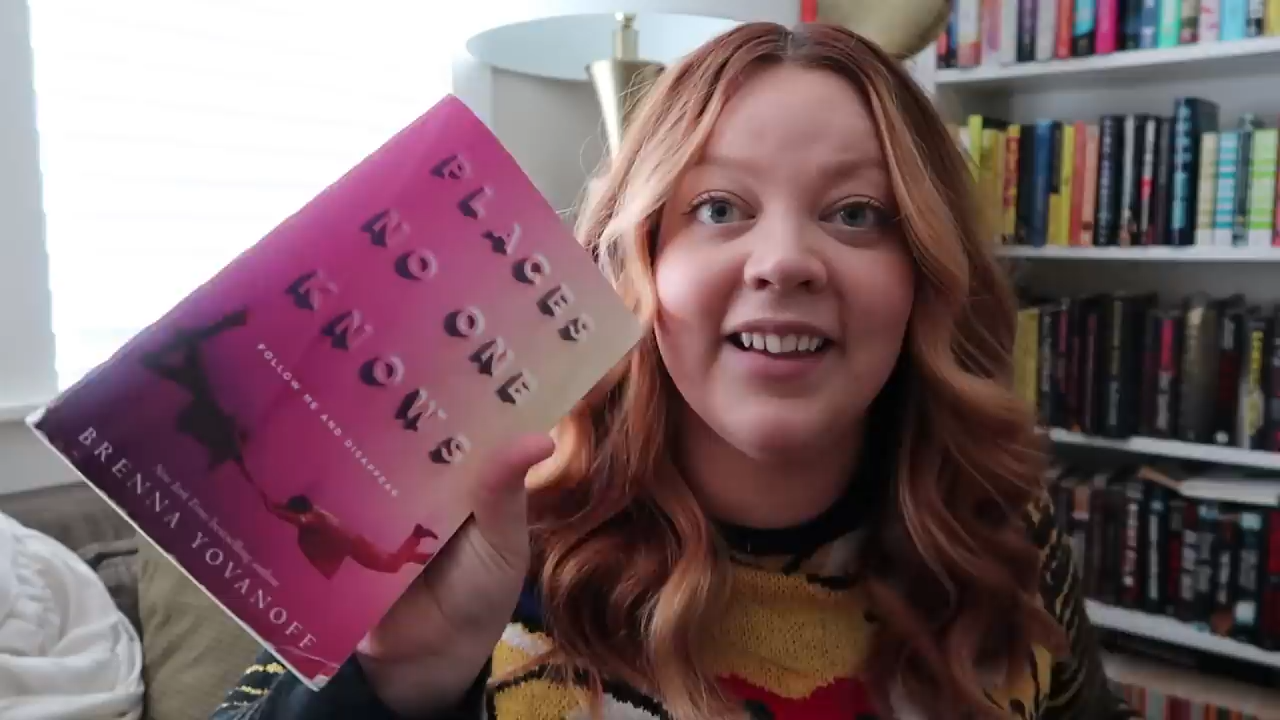 PLACES
NO ONE
KNOWS
FOLLOW ME AND DISAPPEAR
New York Times bestselling author
BRENNA YOVANOFF